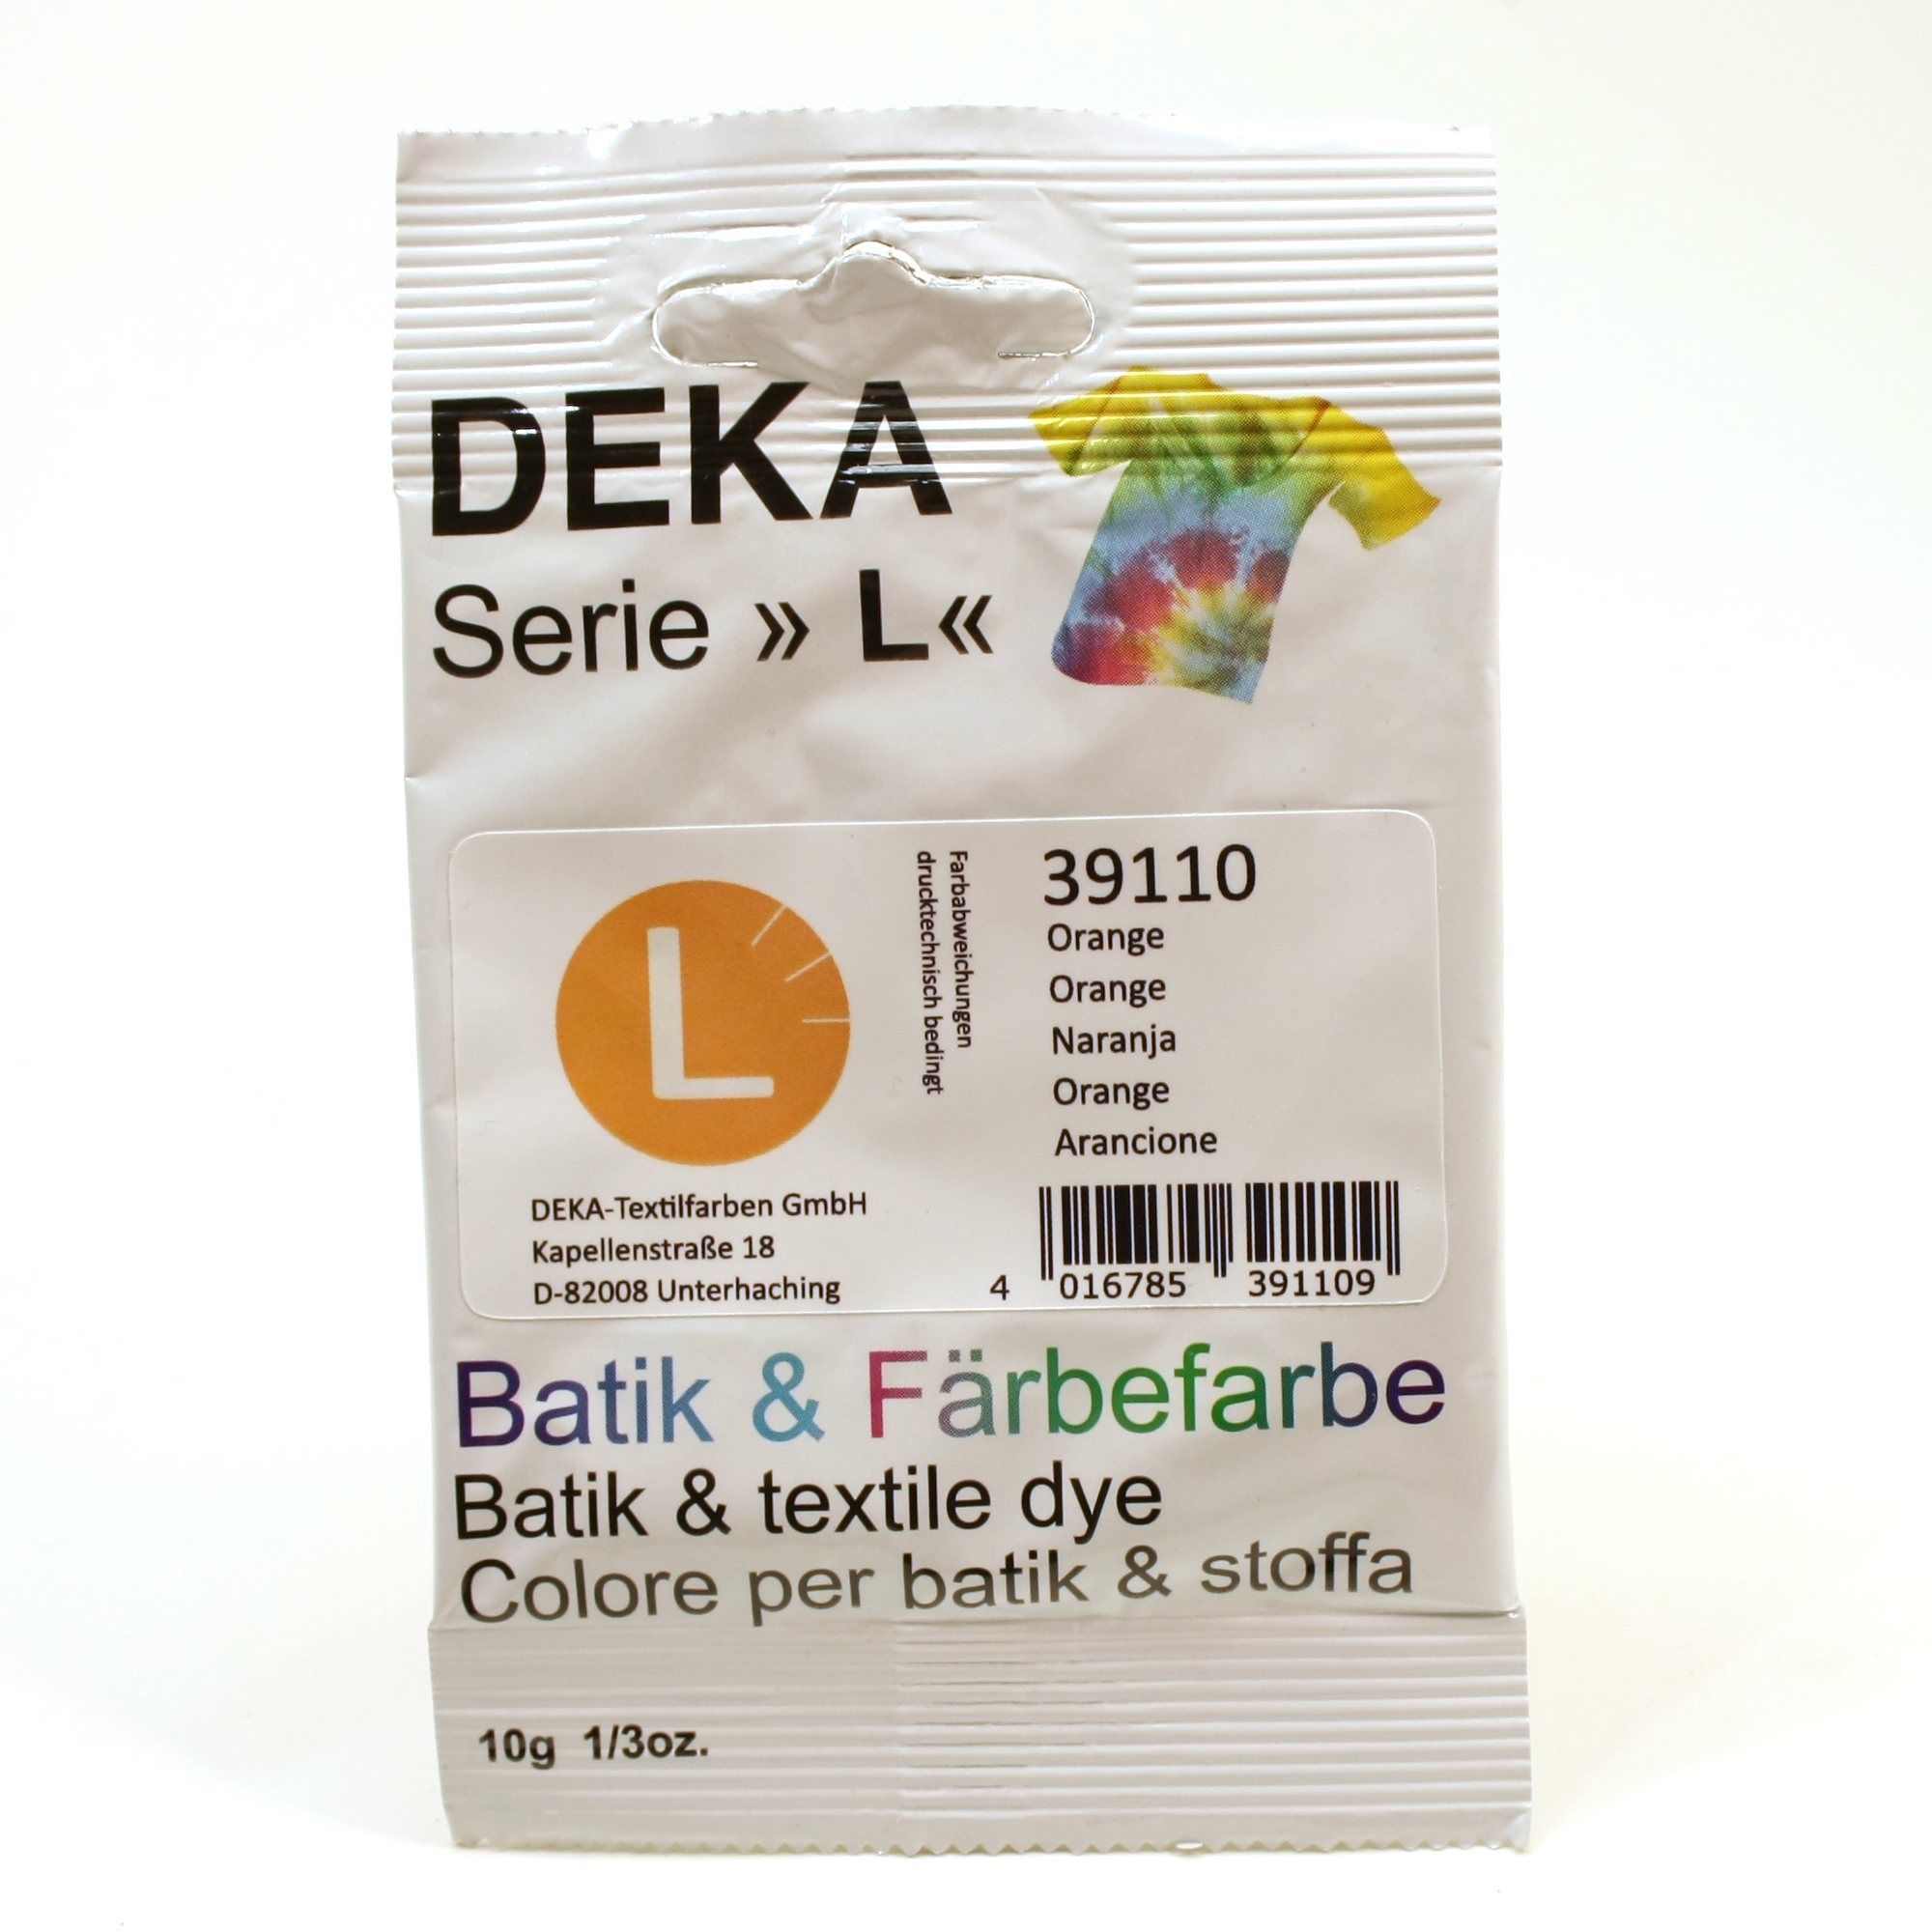 DEKA
Serie » L«
L
Farbabweichungen
drucktechnisch bedingt
39110
Orange
Orange
Naranja
Orange
Arancione
DEKA-Textilfarben GmbH
Kapellenstraße 18
D-82008 Unterhaching
4 016785 391109
Batik & Färbefarbe
Batik & textile dye
Colore per batik & stoffa
10g 1/3oz.